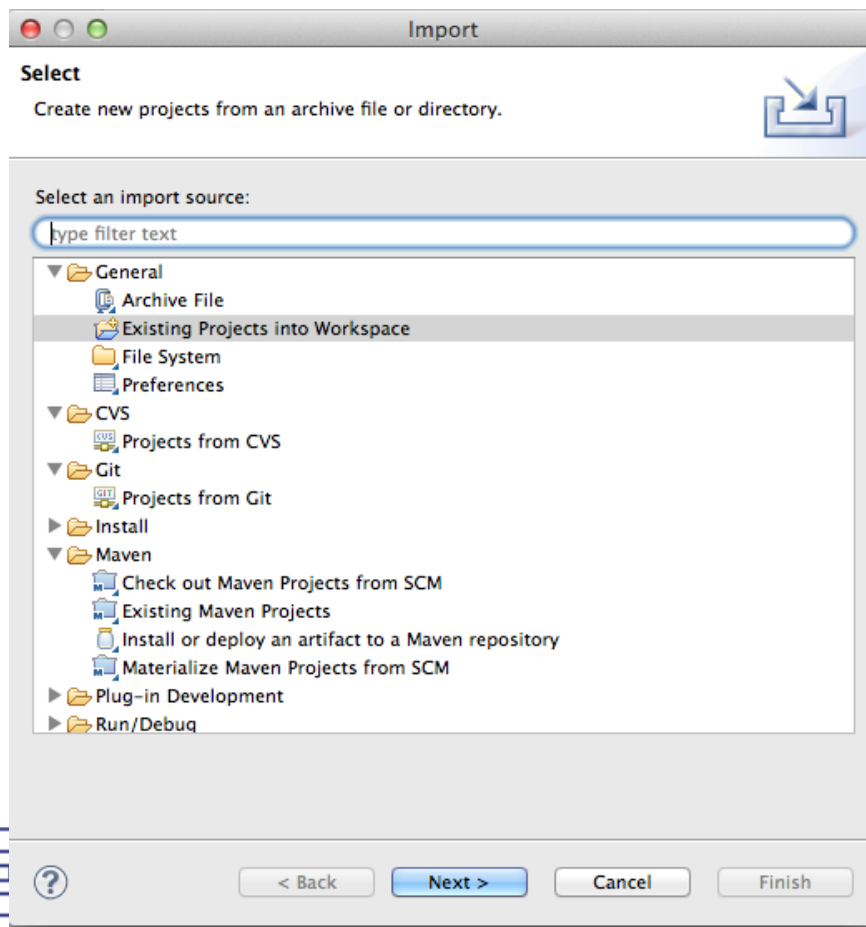 Import
Select
Create new projects from an archive file or directory.
Select an import source:
type filter text
General
Archive File
Existing Projects into Workspace
File System
Preferences
CVS
Projects from CVS
Git
Projects from Git
Install
Maven
Check out Maven Projects from SCM
Existing Maven Projects
Install or deploy an artifact to a Maven repository
Materialize Maven Projects from SCM
Plug-in Development
Run/Debug
? < Back Next > Cancel Finish